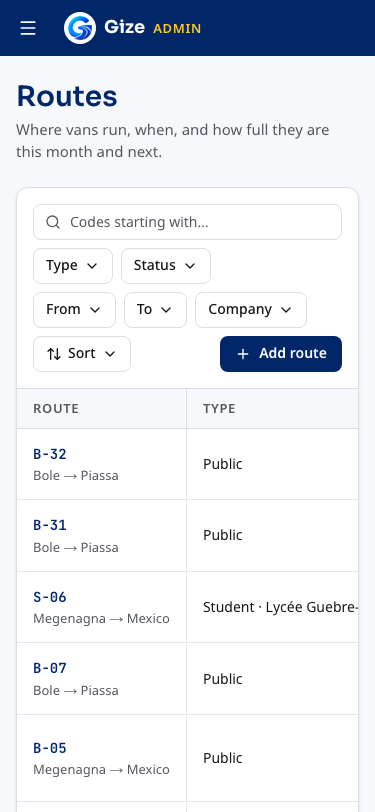 Gize ADMIN
Routes
Where vans run, when, and how full they are
this month and next.
Codes starting with...
Type Status
From To Company
Sort Add route
ROUTE TYPE
B-32
Bole → Piassa
Public
B-31
Bole → Piassa
Public
S-06
Megenagna → Mexico
Student · Lycée Guebre-
B-07
Bole → Piassa
Public
B-05
Megenagna → Mexico
Public